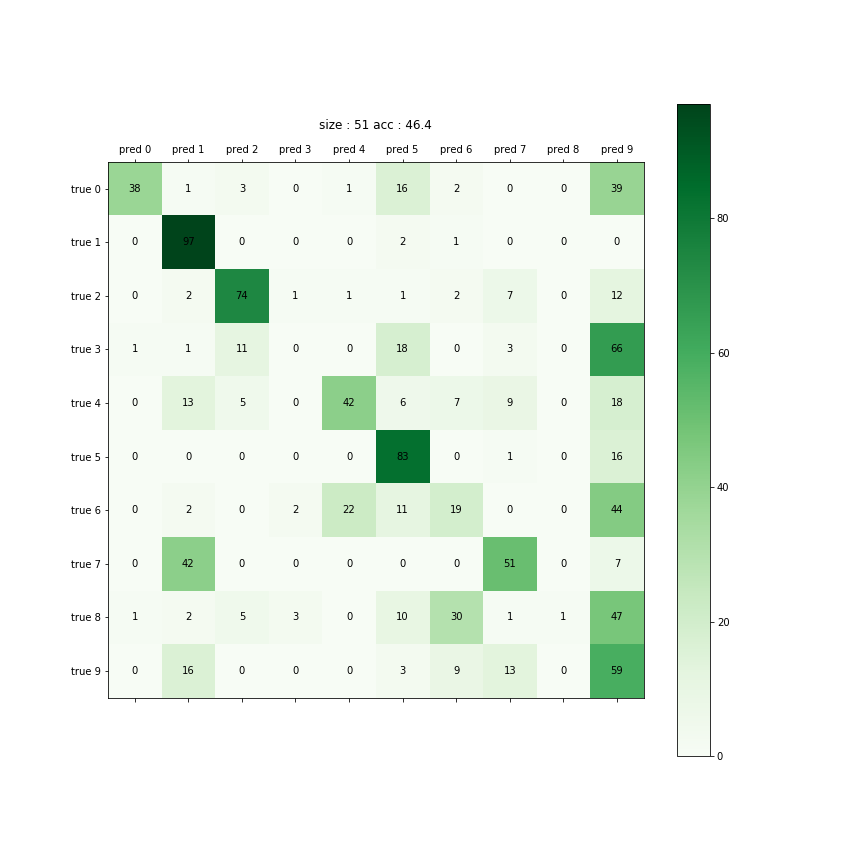 size : 51 acc : 46.4
pred 0 pred 1 pred 2 pred 3 pred 4 pred 5 pred 6 pred 7 pred 8 pred 9
true 0 38 1 3 0 1 16 2 0 0 39
true 1 0 97 0 0 0 2 1 0 0 0
true 2 0 2 74 1 1 1 2 7 0 12
true 3 1 1 11 0 0 18 0 3 0 66
true 4 0 13 5 0 42 6 7 9 0 18
true 5 0 0 0 0 0 83 0 1 0 16
true 6 0 2 0 2 22 11 19 0 0 44
true 7 0 42 0 0 0 0 0 51 0 7
true 8 1 2 5 3 0 10 30 1 1 47
true 9 0 16 0 0 0 3 9 13 0 59
80
60
40
20
0